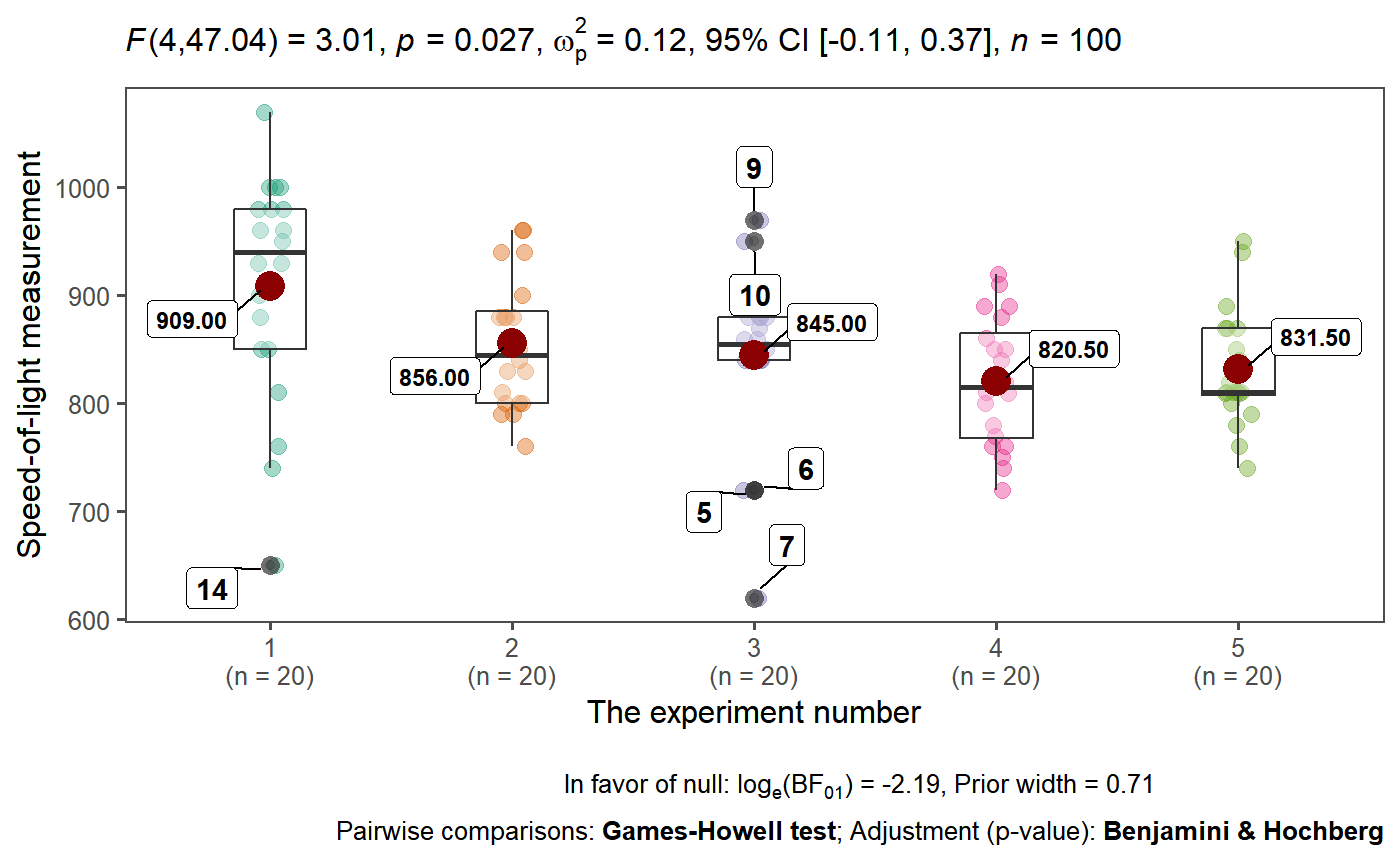 F(4,47.04) = 3.01, p = 0.027, ω²ₚ = 0.12, 95% CI [-0.11, 0.37], n = 100
Speed-of-light measurement
1000
900
800
700
600
909.00
14
856.00
9
10
845.00
6
5
7
820.50
831.50
1
(n = 20)
2
(n = 20)
3
(n = 20)
4
(n = 20)
5
(n = 20)
The experiment number
In favor of null: logₑ(BF₀₁) = -2.19, Prior width = 0.71
Pairwise comparisons: Games-Howell test; Adjustment (p-value): Benjamini & Hochberg